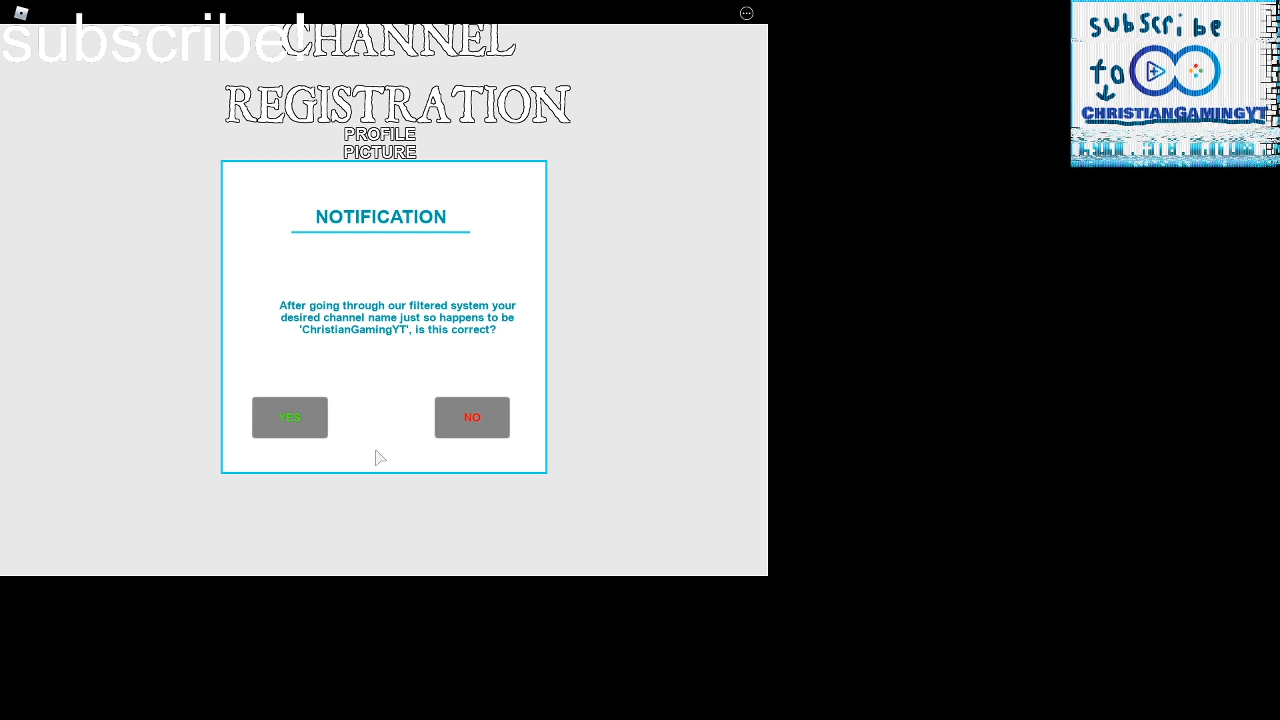 subscribe!
CHANNEL
REGISTRATION
PROFILE
PICTURE
NOTIFICATION
After going through our filtered system your
desired channel name just so happens to be
'ChristianGamingYT', is this correct?
YES
NO
subscribe
to
CHRISTIANGAMINGYT